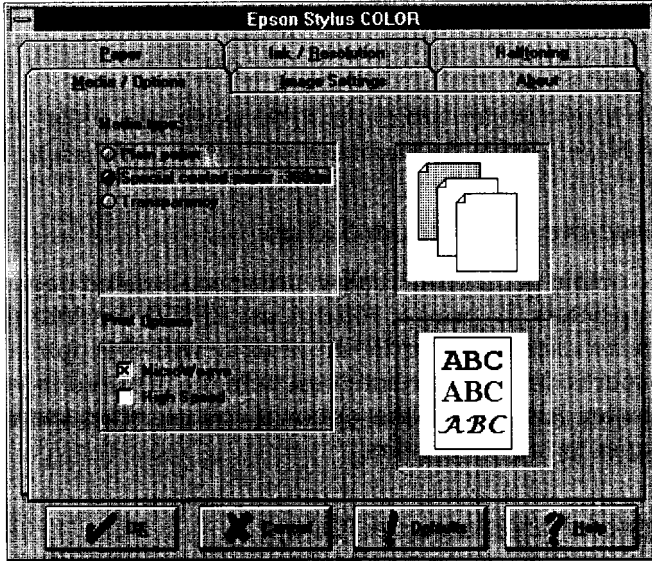 Epson Stylus COLOR
Paper
Ink / Resolution
Halftoning
Media / Options
Image Settings
About
Media type:
Plain paper
Special coated paper
Transparency
Print Options
MicroWeave
High Speed
ABC
ABC
ABC
OK
Cancel
Defaults
Help